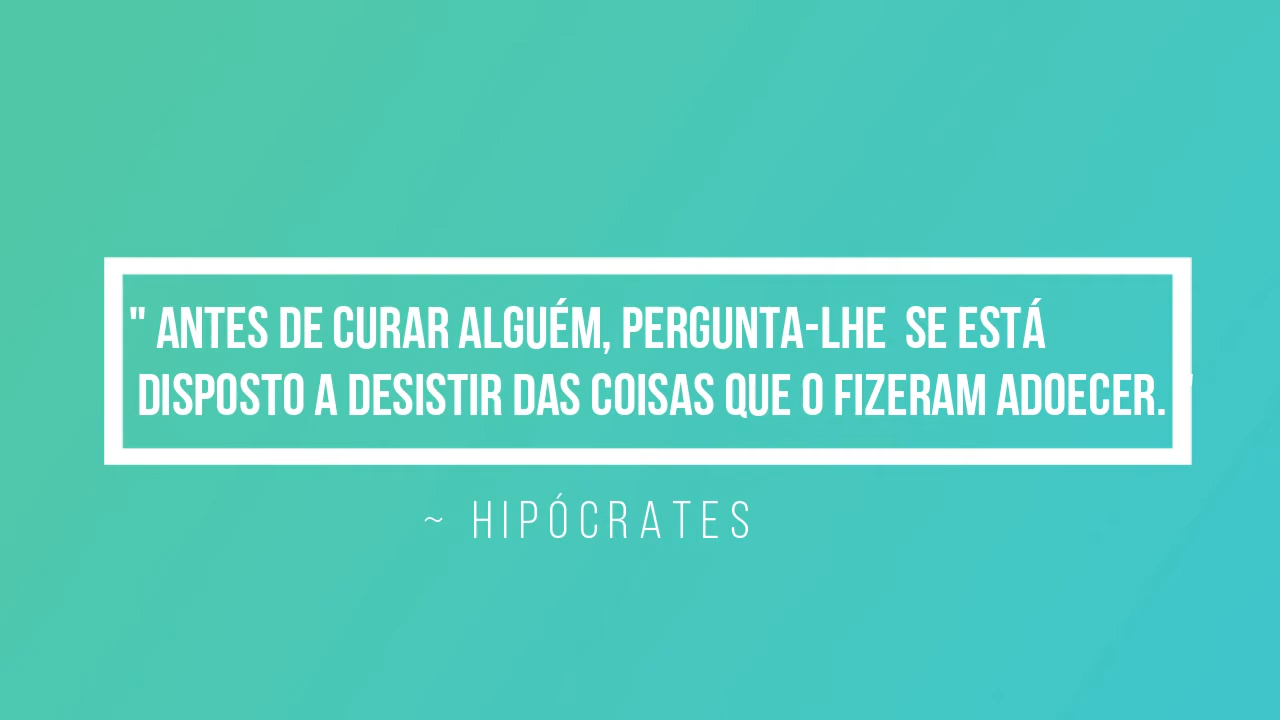 " ANTES DE CURAR ALGUÉM, PERGUNTA-LHE SE ESTÁ
DISPOSTO A DESISTIR DAS COISAS QUE O FIZERAM ADOECER. "
~ HIPÓCRATES